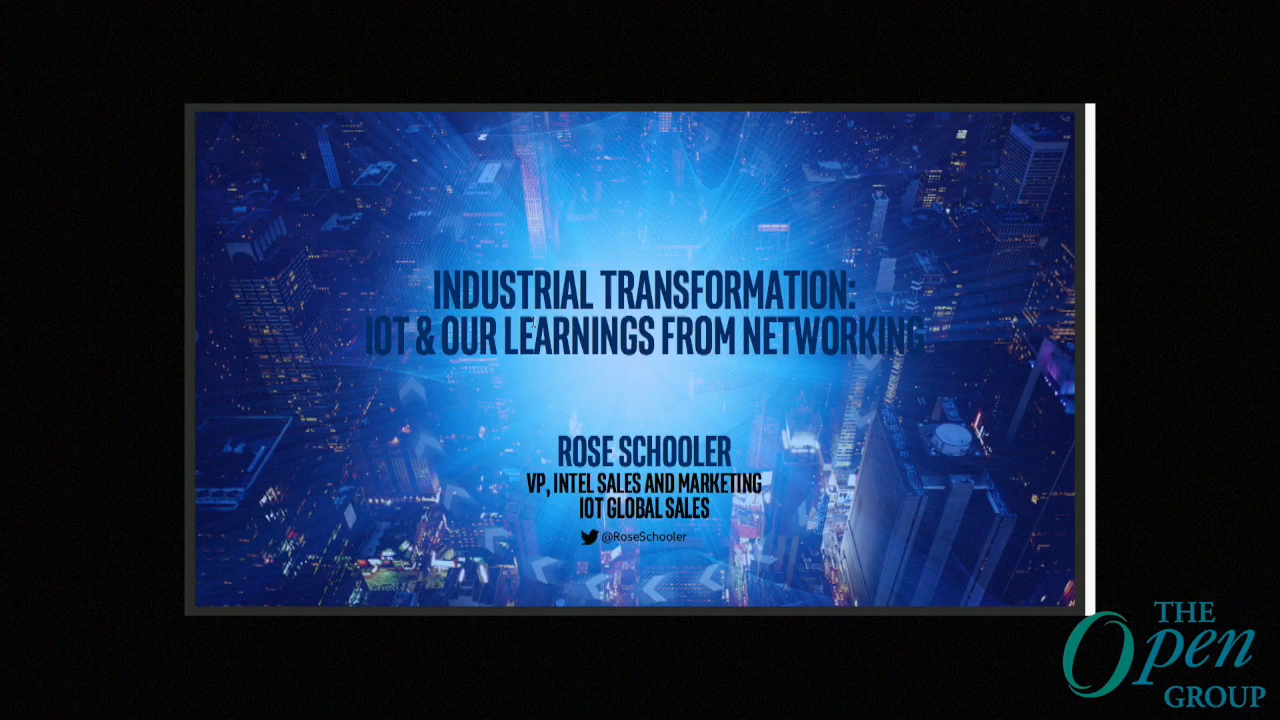 INDUSTRIAL TRANSFORMATION:
IOT & OUR LEARNINGS FROM NETWORKING
ROSE SCHOOLER
VP, INTEL SALES AND MARKETING
IOT GLOBAL SALES
@RoseSchooler
THE
Open
GROUP